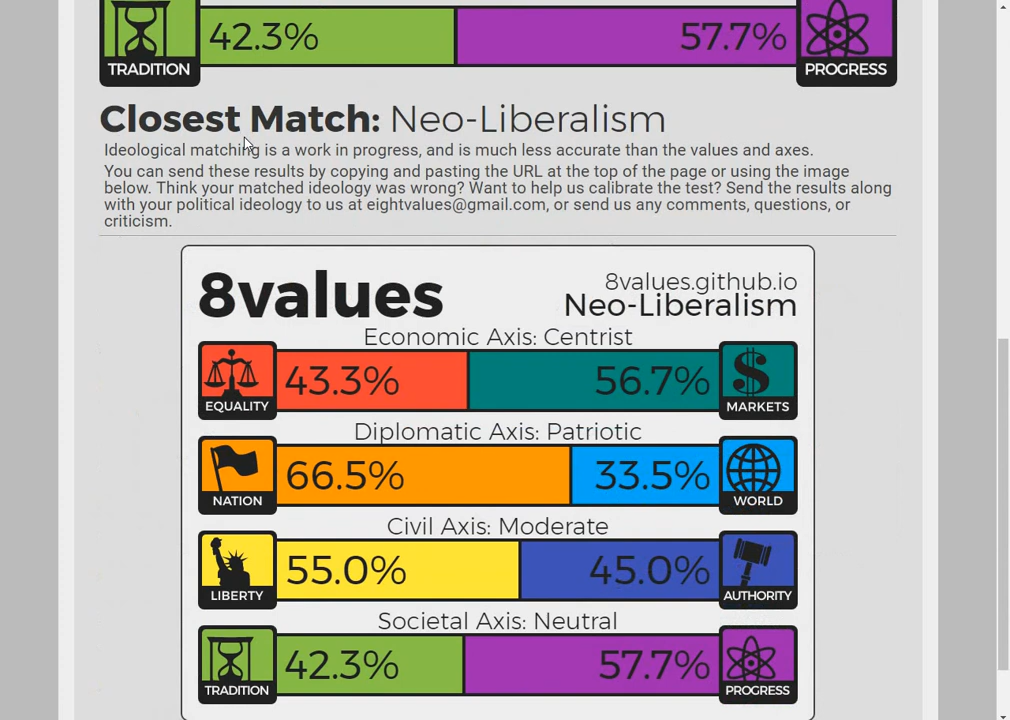 42.3% 57.7%
TRADITION PROGRESS
Closest Match: Neo-Liberalism
Ideological matching is a work in progress, and is much less accurate than the values and axes.
You can send these results by copying and pasting the URL at the top of the page or using the image
below. Think your matched ideology was wrong? Want to help us calibrate the test? Send the results along
with your political ideology to us at eightvalues@gmail.com, or send us any comments, questions, or
criticism.
8values 8values.github.io
Neo-Liberalism
Economic Axis: Centrist
43.3% 56.7%
EQUALITY MARKETS
Diplomatic Axis: Patriotic
66.5% 33.5%
NATION WORLD
Civil Axis: Moderate
55.0% 45.0%
LIBERTY AUTHORITY
Societal Axis: Neutral
42.3% 57.7%
TRADITION PROGRESS